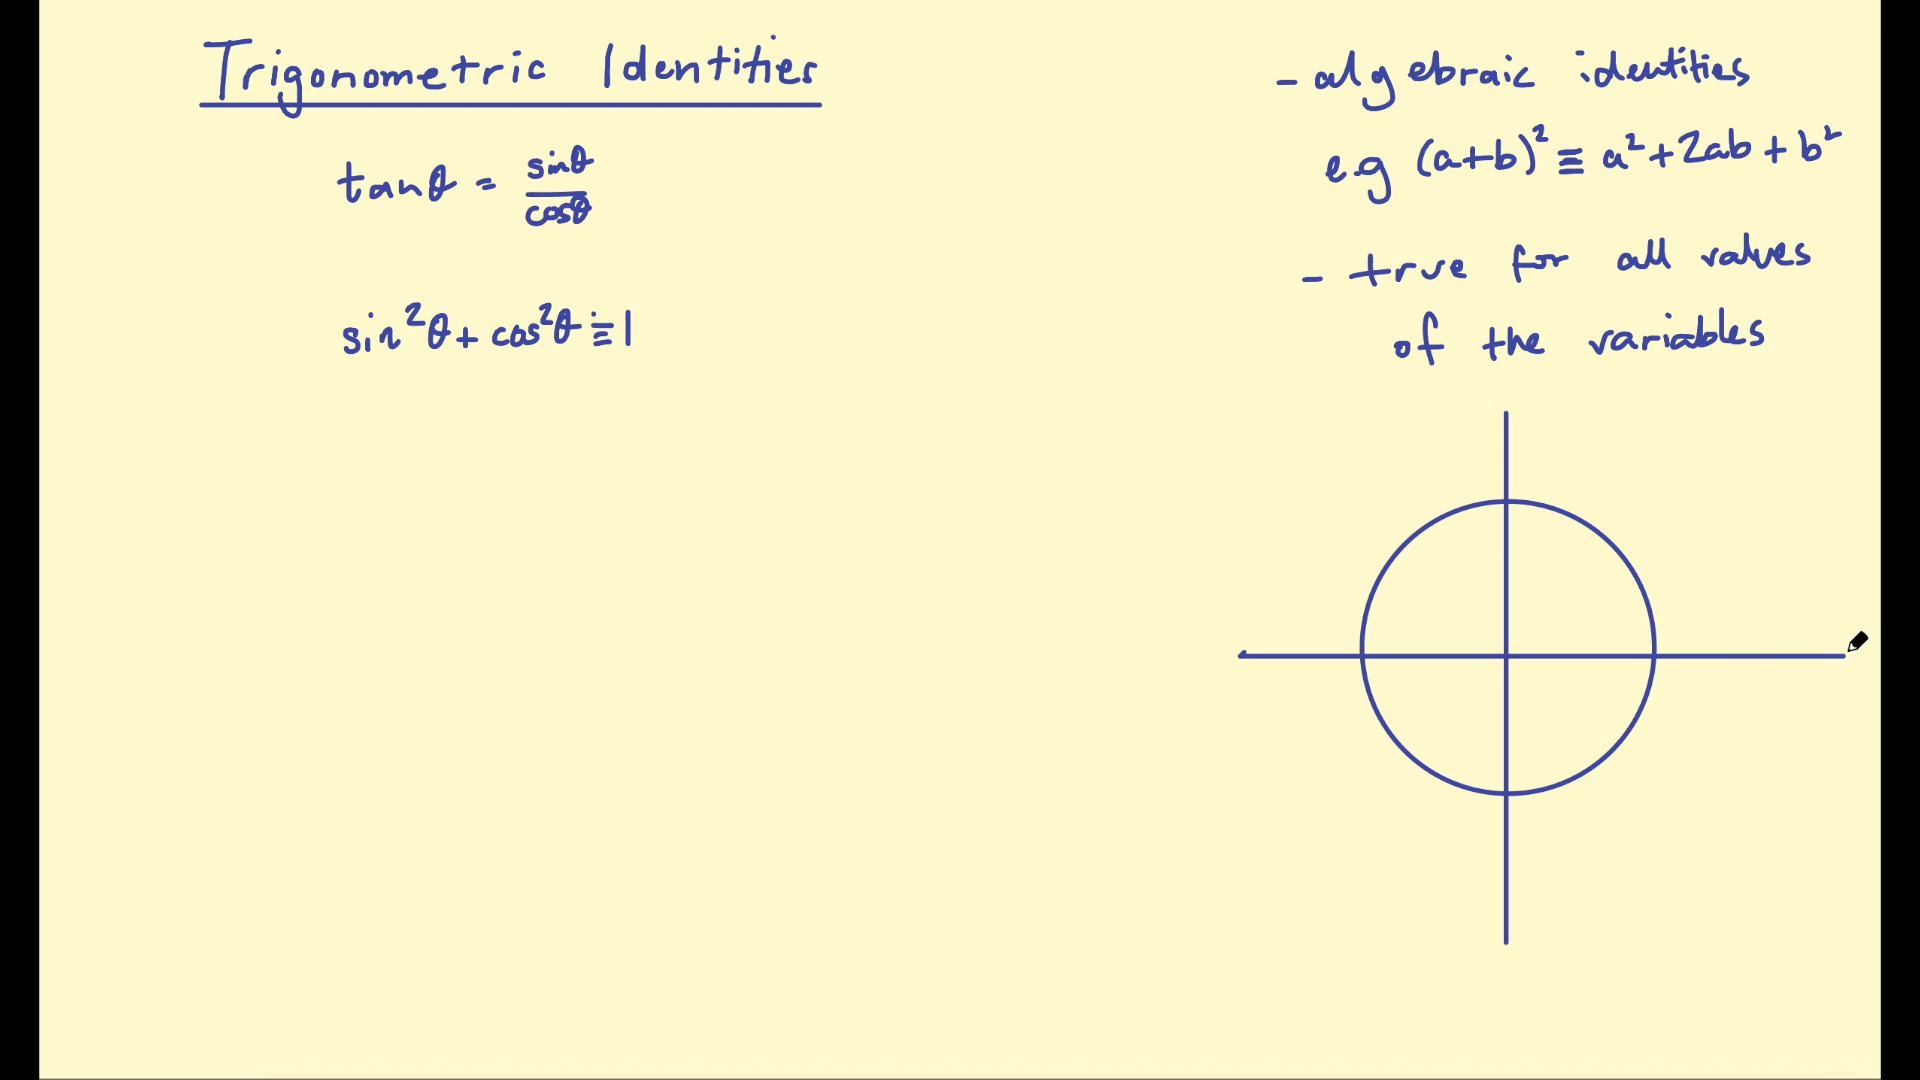 Trigonometric Identities
tanθ = sinθ/cosθ
sin²θ + cos²θ ≡ 1
- algebraic identities
eg (a+b)² ≡ a² + 2ab + b²
- true for all values
of the variables